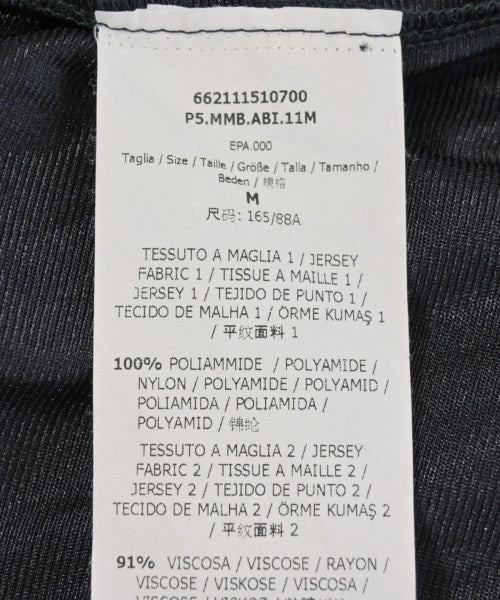 662111510700
P5.MMB.ABI.11M
EPA.000
Taglia / Size / Taille / Größe / Talla / Tamanho /
Beden / 规格
M
尺码: 165/88A
TESSUTO A MAGLIA 1 / JERSEY
FABRIC 1 / TISSUE A MAILLE 1 /
JERSEY 1 / TEJIDO DE PUNTO 1 /
TECIDO DE MALHA 1 / ÖRME KUMAŞ 1
/ 平纹面料 1
100% POLIAMMIDE / POLYAMIDE /
NYLON / POLYAMIDE / POLYAMID /
POLIAMIDA / POLIAMIDA /
POLYAMID / 锦纶
TESSUTO A MAGLIA 2 / JERSEY
FABRIC 2 / TISSUE A MAILLE 2 /
JERSEY 2 / TEJIDO DE PUNTO 2 /
TECIDO DE MALHA 2 / ÖRME KUMAŞ 2
/ 平纹面料 2
91% VISCOSA / VISCOSE / RAYON /
VISCOSE / VISKOSE / VISCOSA /